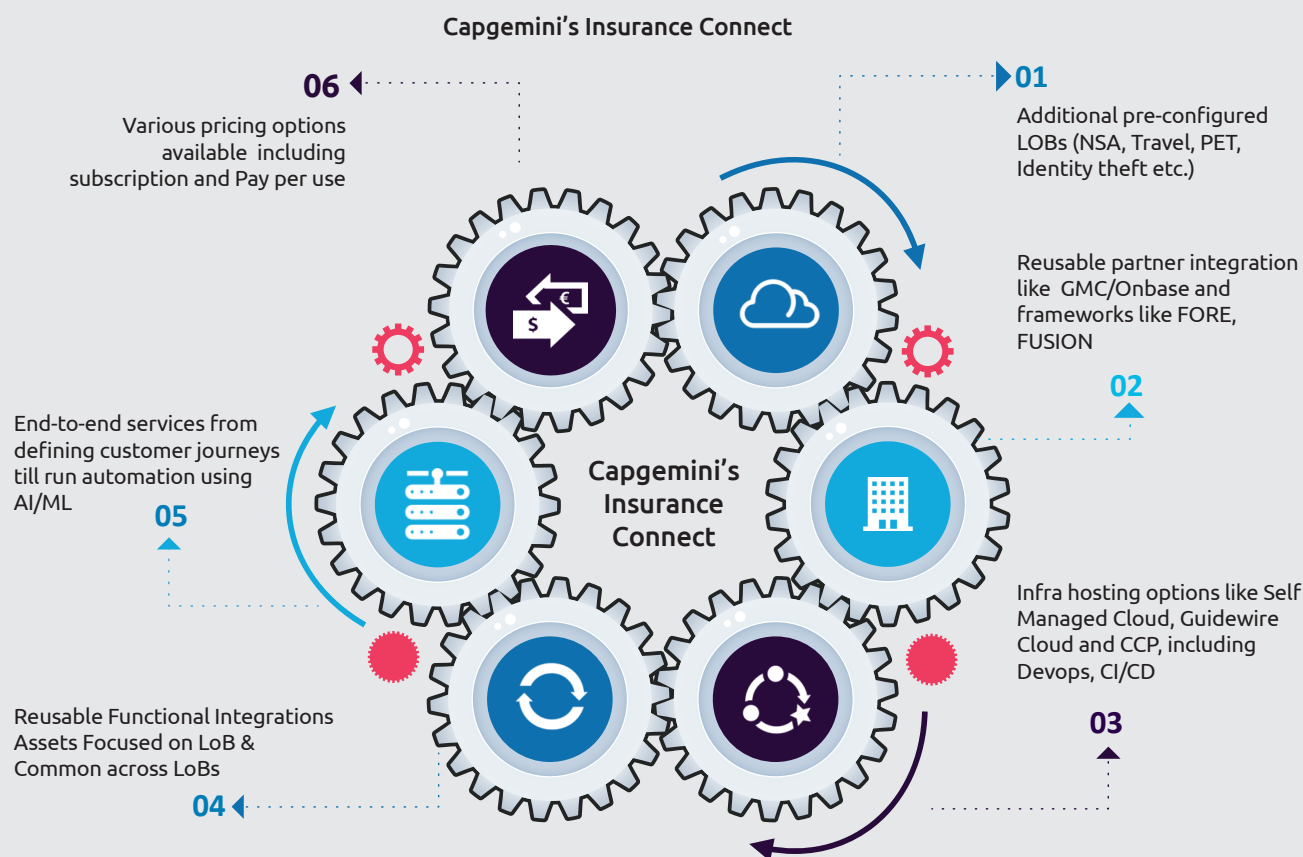 Capgemini's Insurance Connect
01
Additional pre-configured
LOBs (NSA, Travel, PET,
Identity theft etc.)
Reusable partner integration
like GMC/Onbase and
frameworks like FORE,
FUSION
02
Infra hosting options like Self
Managed Cloud, Guidewire
Cloud and CCP, including
Devops, CI/CD
03
Reusable Functional Integrations
Assets Focused on LoB &
Common across LoBs
04
End-to-end services from
defining customer journeys
till run automation using
AI/ML
05
06
Various pricing options
available including
subscription and Pay per use
€
$
Capgemini's
Insurance
Connect